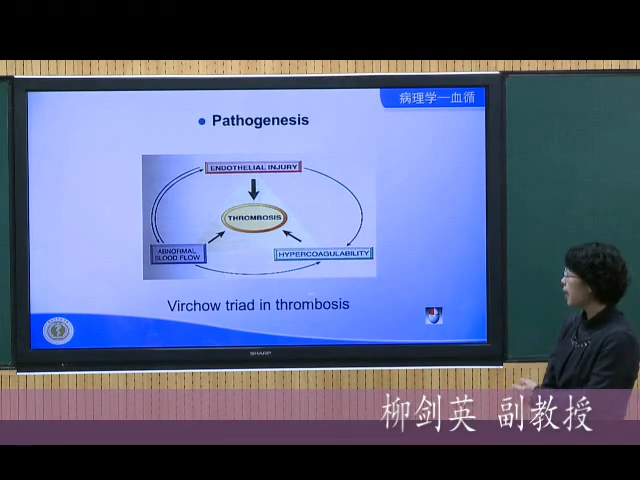 病理学—血循
Pathogenesis
ENDOTHELIAL INJURY
THROMBOSIS
ABNORMAL
BLOOD FLOW
HYPERCOAGULABILITY
Virchow triad in thrombosis
SHARP
柳剑英 副教授